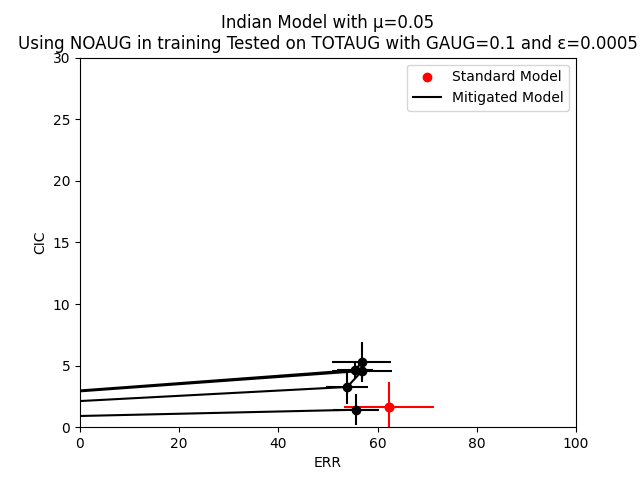 Indian Model with μ=0.05
Using NOAUG in training Tested on TOTAUG with GAUG=0.1 and ε=0.0005
Standard Model
Mitigated Model
30
25
20
15
10
5
0
CIC
0 20 40 60 80 100
ERR